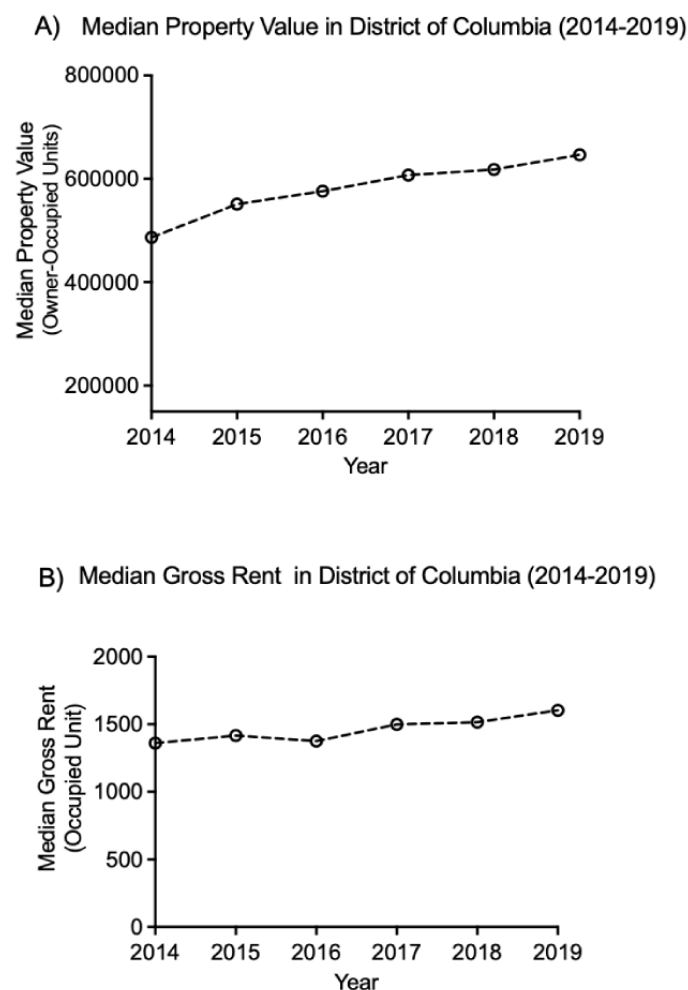 A) Median Property Value in District of Columbia (2014-2019)
Median Property Value
(Owner-Occupied Units)
800000
600000
400000
200000
2014 2015 2016 2017 2018 2019
Year
B) Median Gross Rent in District of Columbia (2014-2019)
Median Gross Rent
(Occupied Unit)
2000
1500
1000
500
0
2014 2015 2016 2017 2018 2019
Year